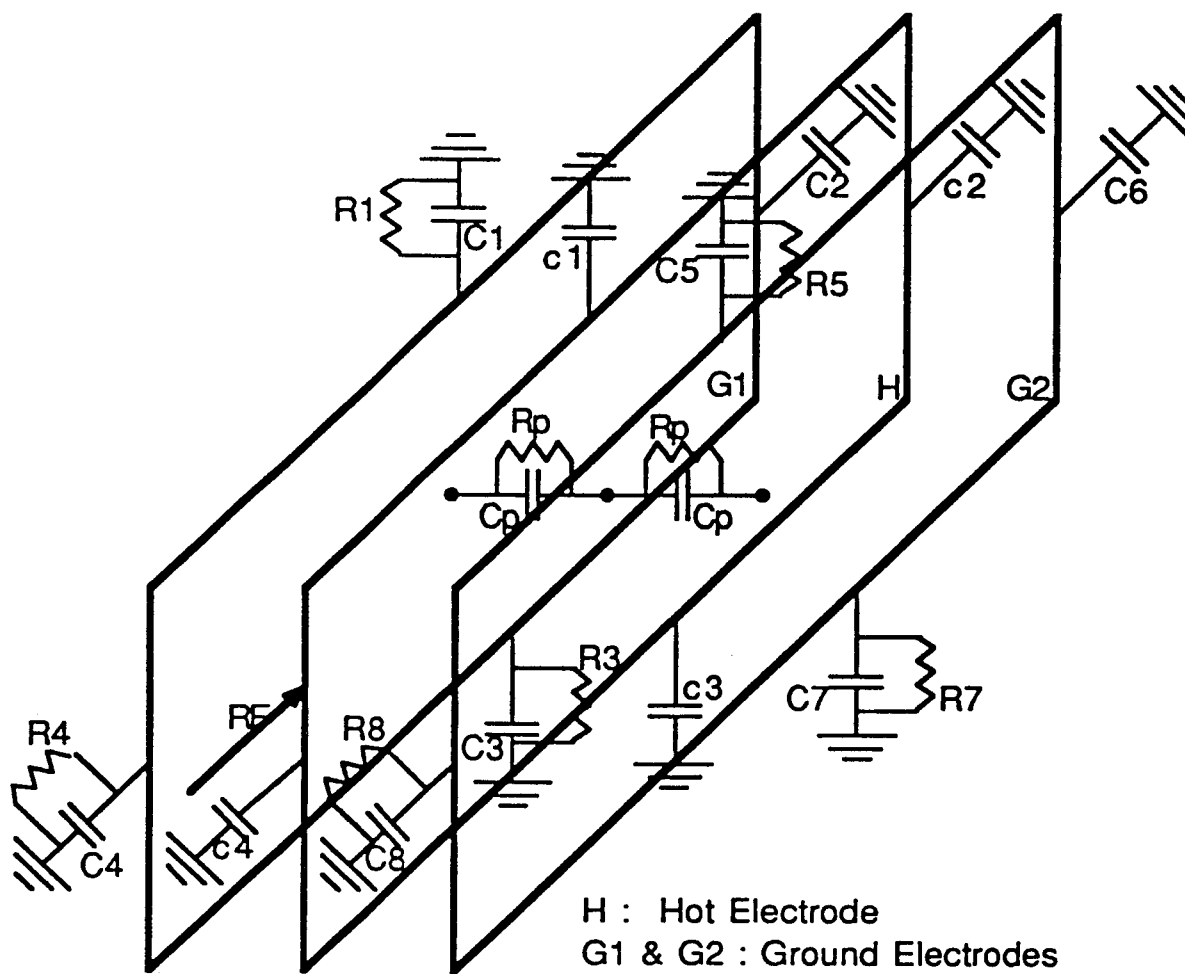 R1
C1
c1
C5
R5
C2
c2
C6
G1
H
G2
Rp
Rp
Cp
Cp
R3
c3
C3
C7
R7
RF
R4
R8
C4
c4
C8
H : Hot Electrode
G1 & G2 : Ground Electrodes